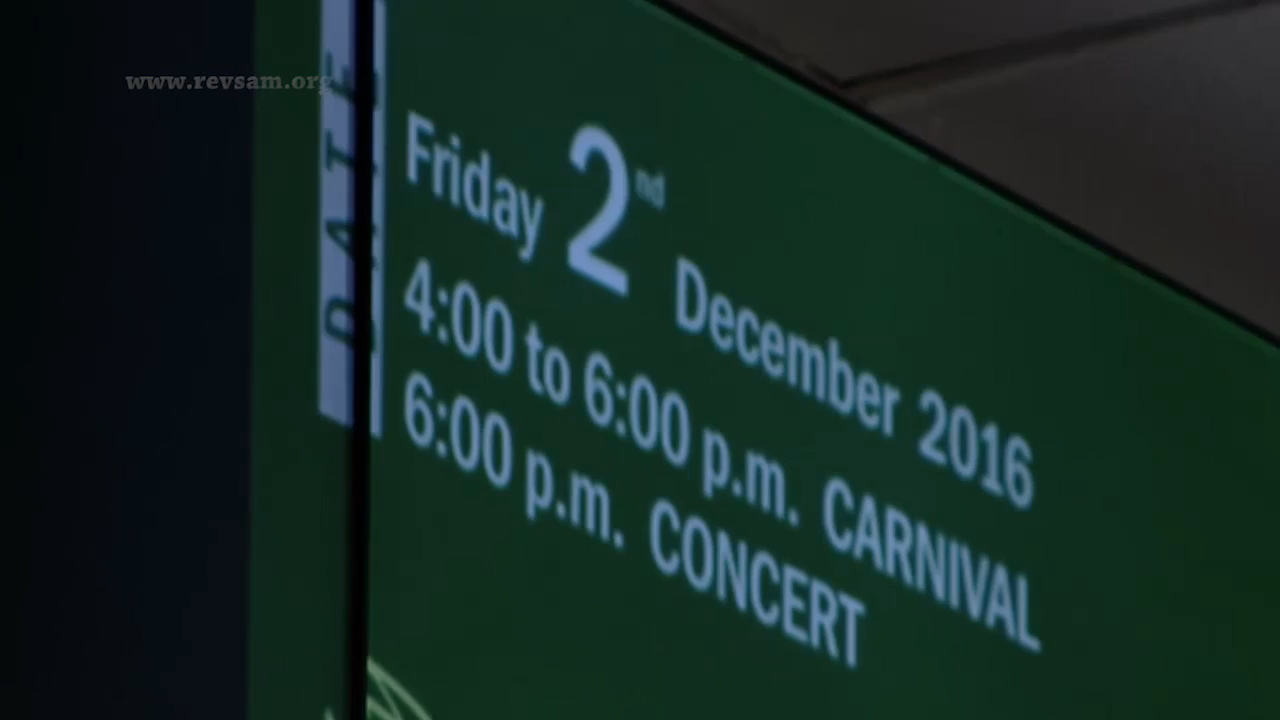 www.revsam.org
DATE
Friday 2nd December 2016
4:00 to 6:00 p.m. CARNIVAL
6:00 p.m. CONCERT